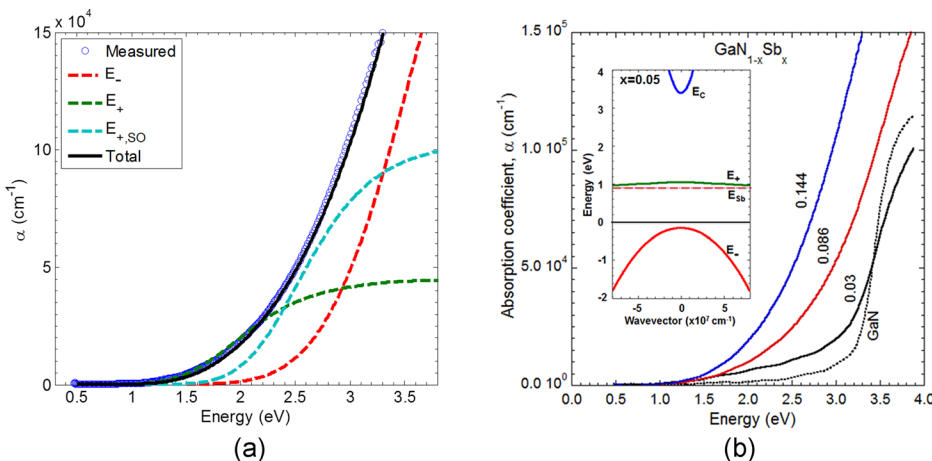 x 10⁴
15
10
5
0
α (cm⁻¹)
Measured
E₋
E₊
E₊,SO
Total
0.5 1 1.5 2 2.5 3 3.5
Energy (eV)
(a)
GaN₁₋ₓSbₓ
1.5 10⁵
1.0 10⁵
5.0 10⁴
0.0 10⁰
Absorption coefficient, α (cm⁻¹)
x=0.05
E_C
E₊
E_Sb
E₋
4
3
2
1
0
-1
-2
Energy (eV)
-5 0 5
Wavevector (x10⁷ cm⁻¹)
0.144
0.086
0.03
GaN
0.0 0.5 1.0 1.5 2.0 2.5 3.0 3.5 4.0
Energy (eV)
(b)